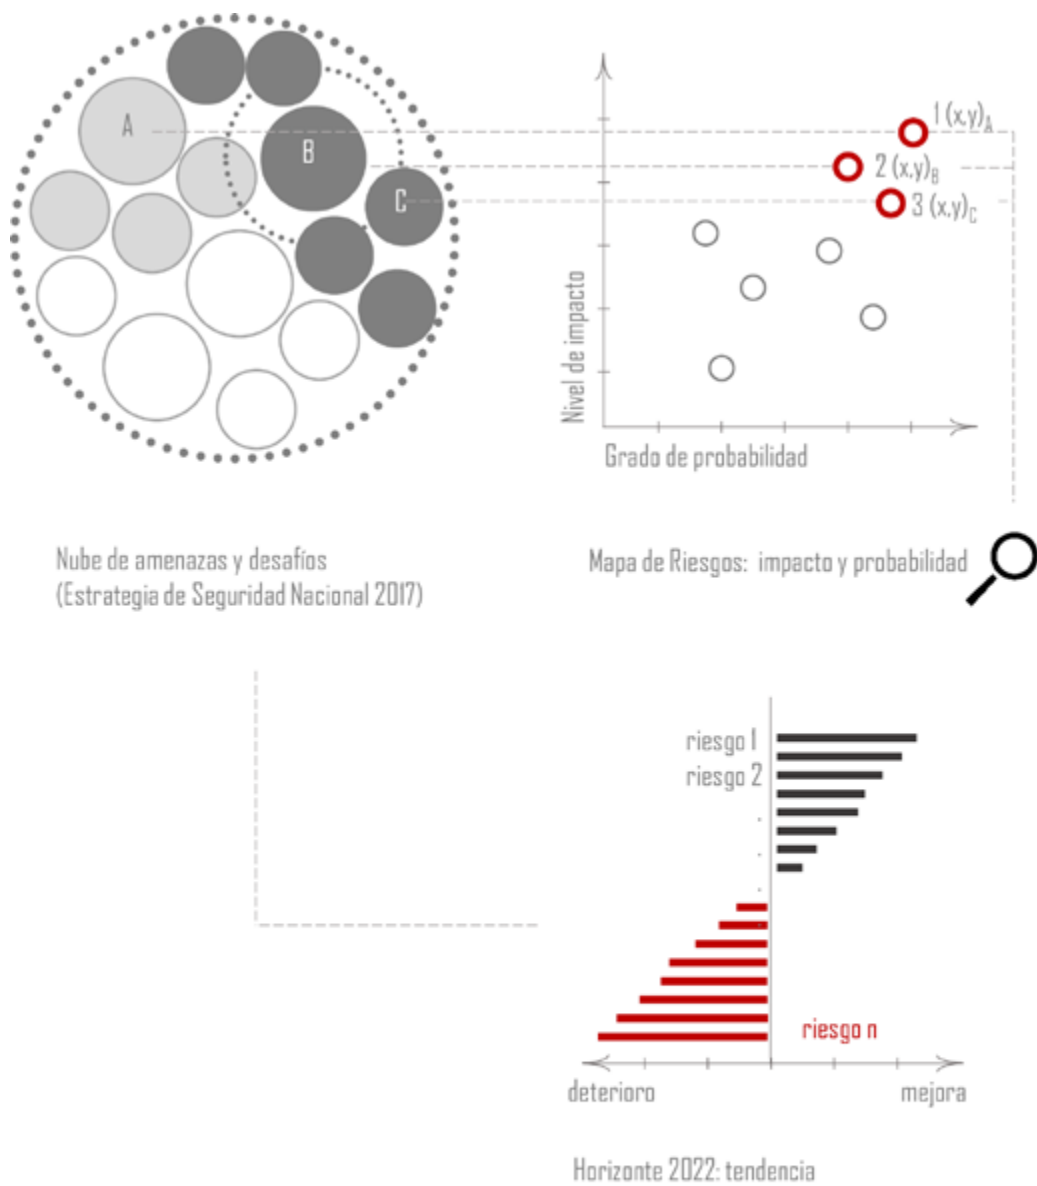 A
B
C
1 (x,y)A
2 (x,y)B
3 (x,y)C
Nivel de impacto
Grado de probabilidad
Nube de amenazas y desafíos
(Estrategia de Seguridad Nacional 2017)
Mapa de Riesgos: impacto y probabilidad
riesgo 1
riesgo 2
riesgo n
deterioro
mejora
Horizonte 2022: tendencia